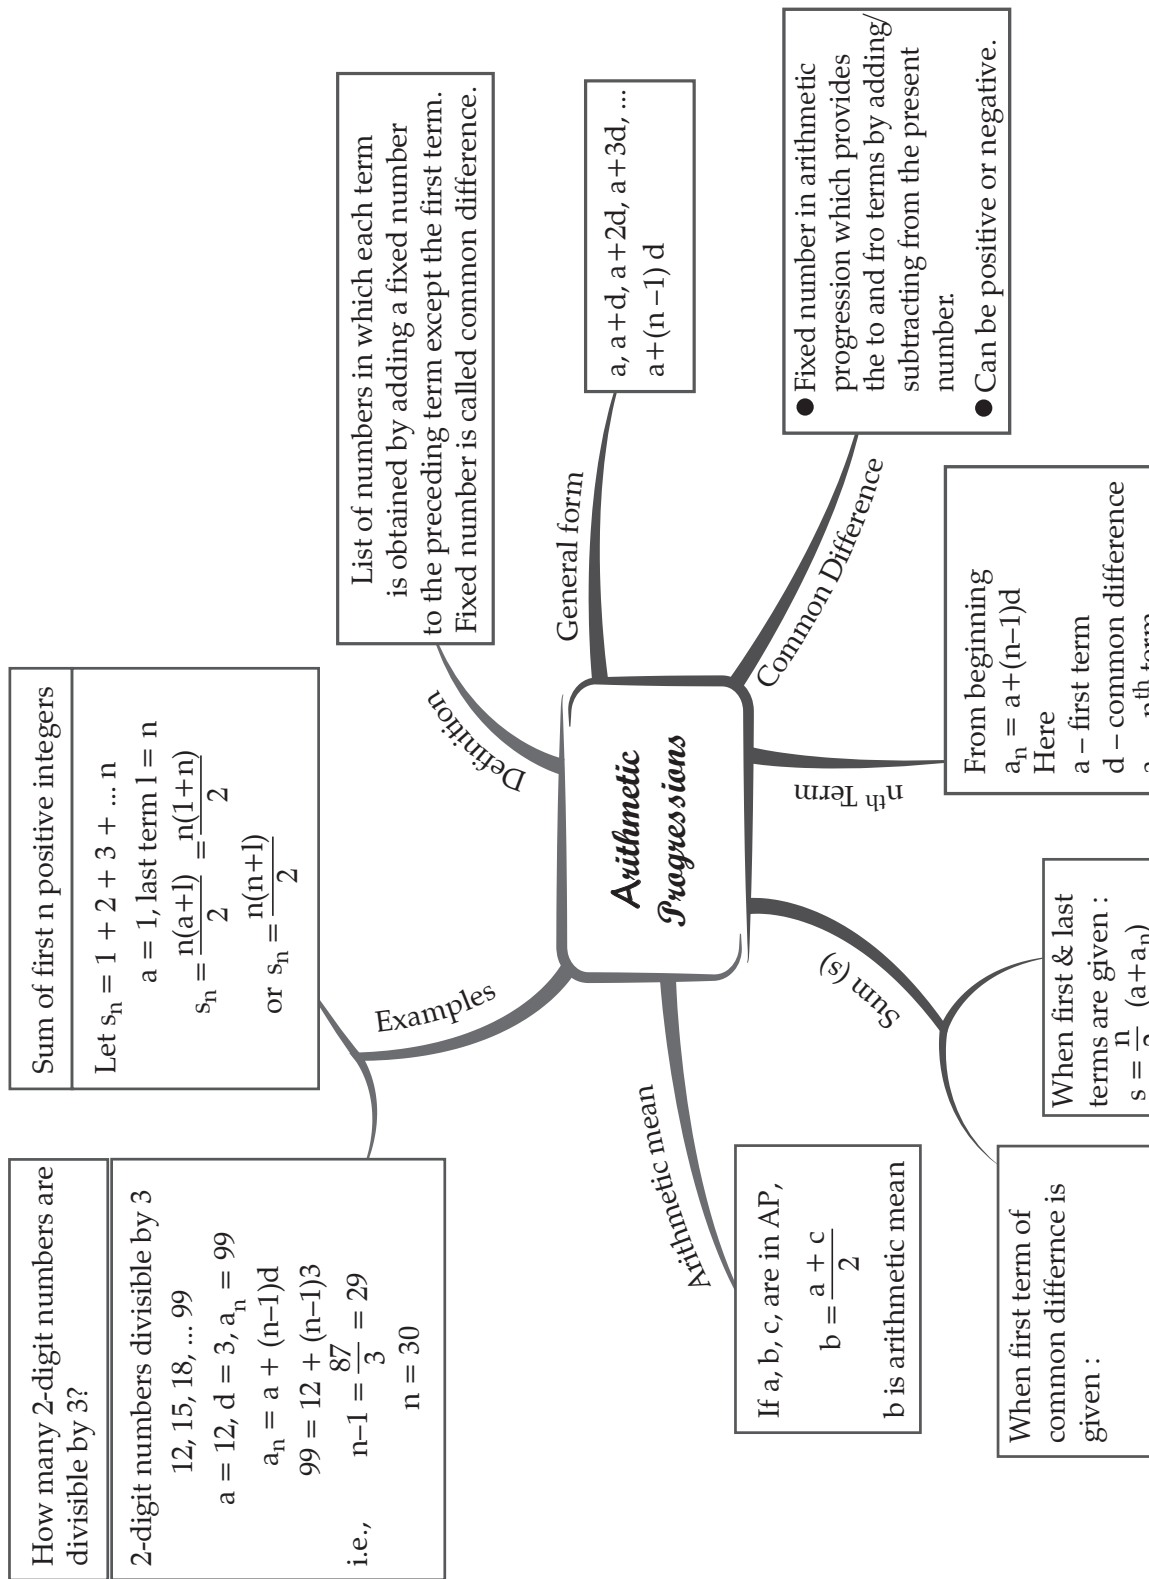 How many 2-digit numbers are
divisible by 3?
2-digit numbers divisible by 3
12, 15, 18, ... 99
a = 12, d = 3, aₙ = 99
aₙ = a + (n–1)d
99 = 12 + (n–1)3
i.e., n–1 = 87/3 = 29
n = 30
Sum of first n positive integers
Let sₙ = 1 + 2 + 3 + ... n
a = 1, last term l = n
sₙ = n(a+l)/2 = n(1+n)/2
or sₙ = n(n+1)/2
Examples
Definition
List of numbers in which each term
is obtained by adding a fixed number
to the preceding term except the first term.
Fixed number is called common difference.
General form
a, a+d, a+2d, a+3d, ...
a+(n –1) d
Arithmetic
Progressions
Common Difference
● Fixed number in arithmetic
progression which provides
the to and fro terms by adding/
subtracting from the present
number.
● Can be positive or negative.
nᵗʰ Term
From beginning
aₙ = a+(n–1)d
Here
a – first term
d – common difference
Sum (s)
When first & last
terms are given :
s = n/2 (a+aₙ)
When first term of
common differnce is
given :
Arithmetic mean
If a, b, c, are in AP,
b = a + c/2
b is arithmetic mean